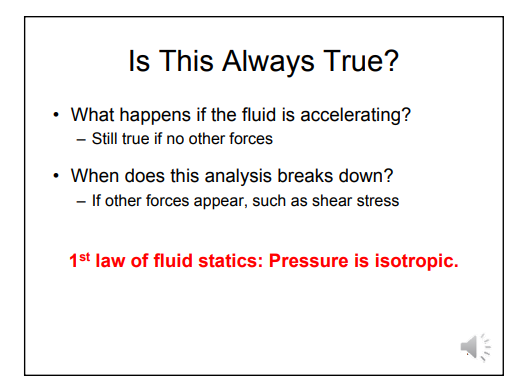 Is This Always True?
• What happens if the fluid is accelerating?
– Still true if no other forces
• When does this analysis breaks down?
– If other forces appear, such as shear stress
1st law of fluid statics: Pressure is isotropic.